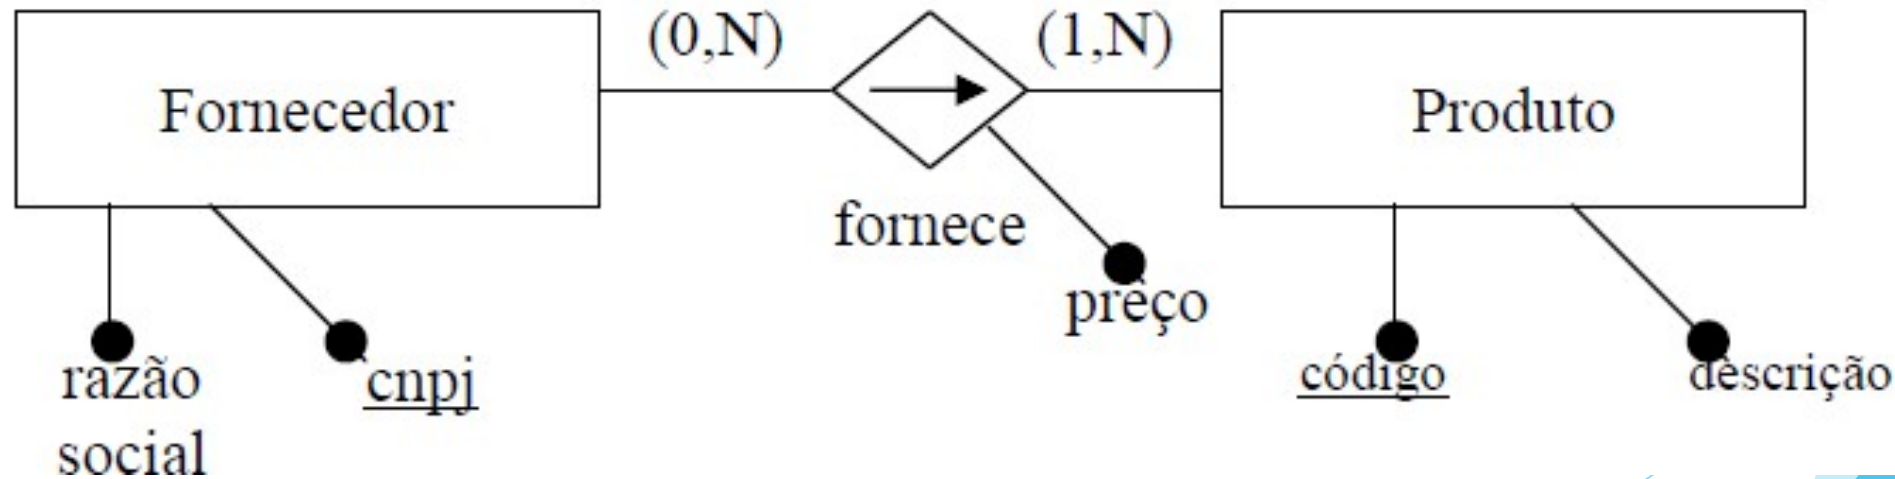 (0,N)
(1,N)
Fornecedor
Produto
fornece
preço
razão
social
cnpj
código
descrição